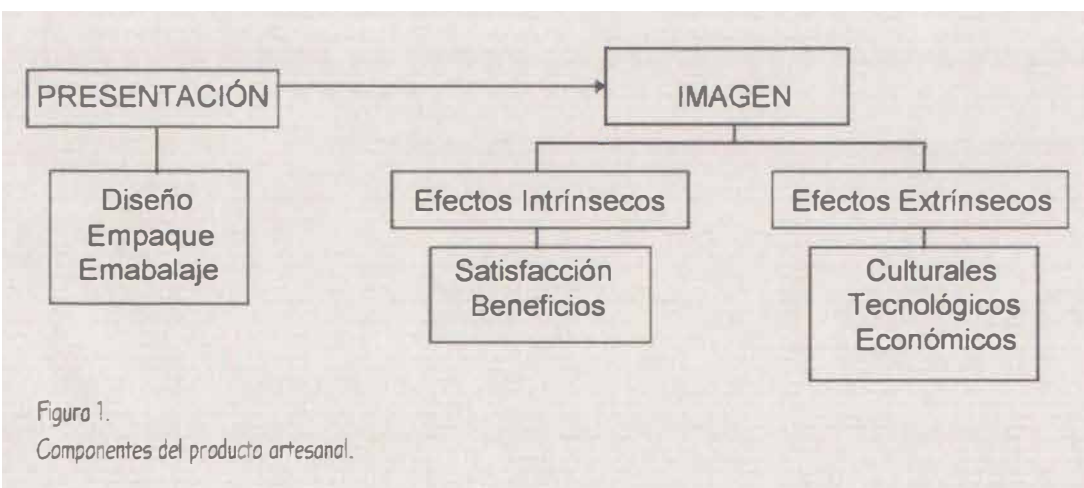 PRESENTACIÓN
IMAGEN
Diseño
Empaque
Emabalaje
Efectos Intrínsecos
Efectos Extrínsecos
Satisfacción
Beneficios
Culturales
Tecnológicos
Económicos
Figura 1.
Componentes del producto artesanal.